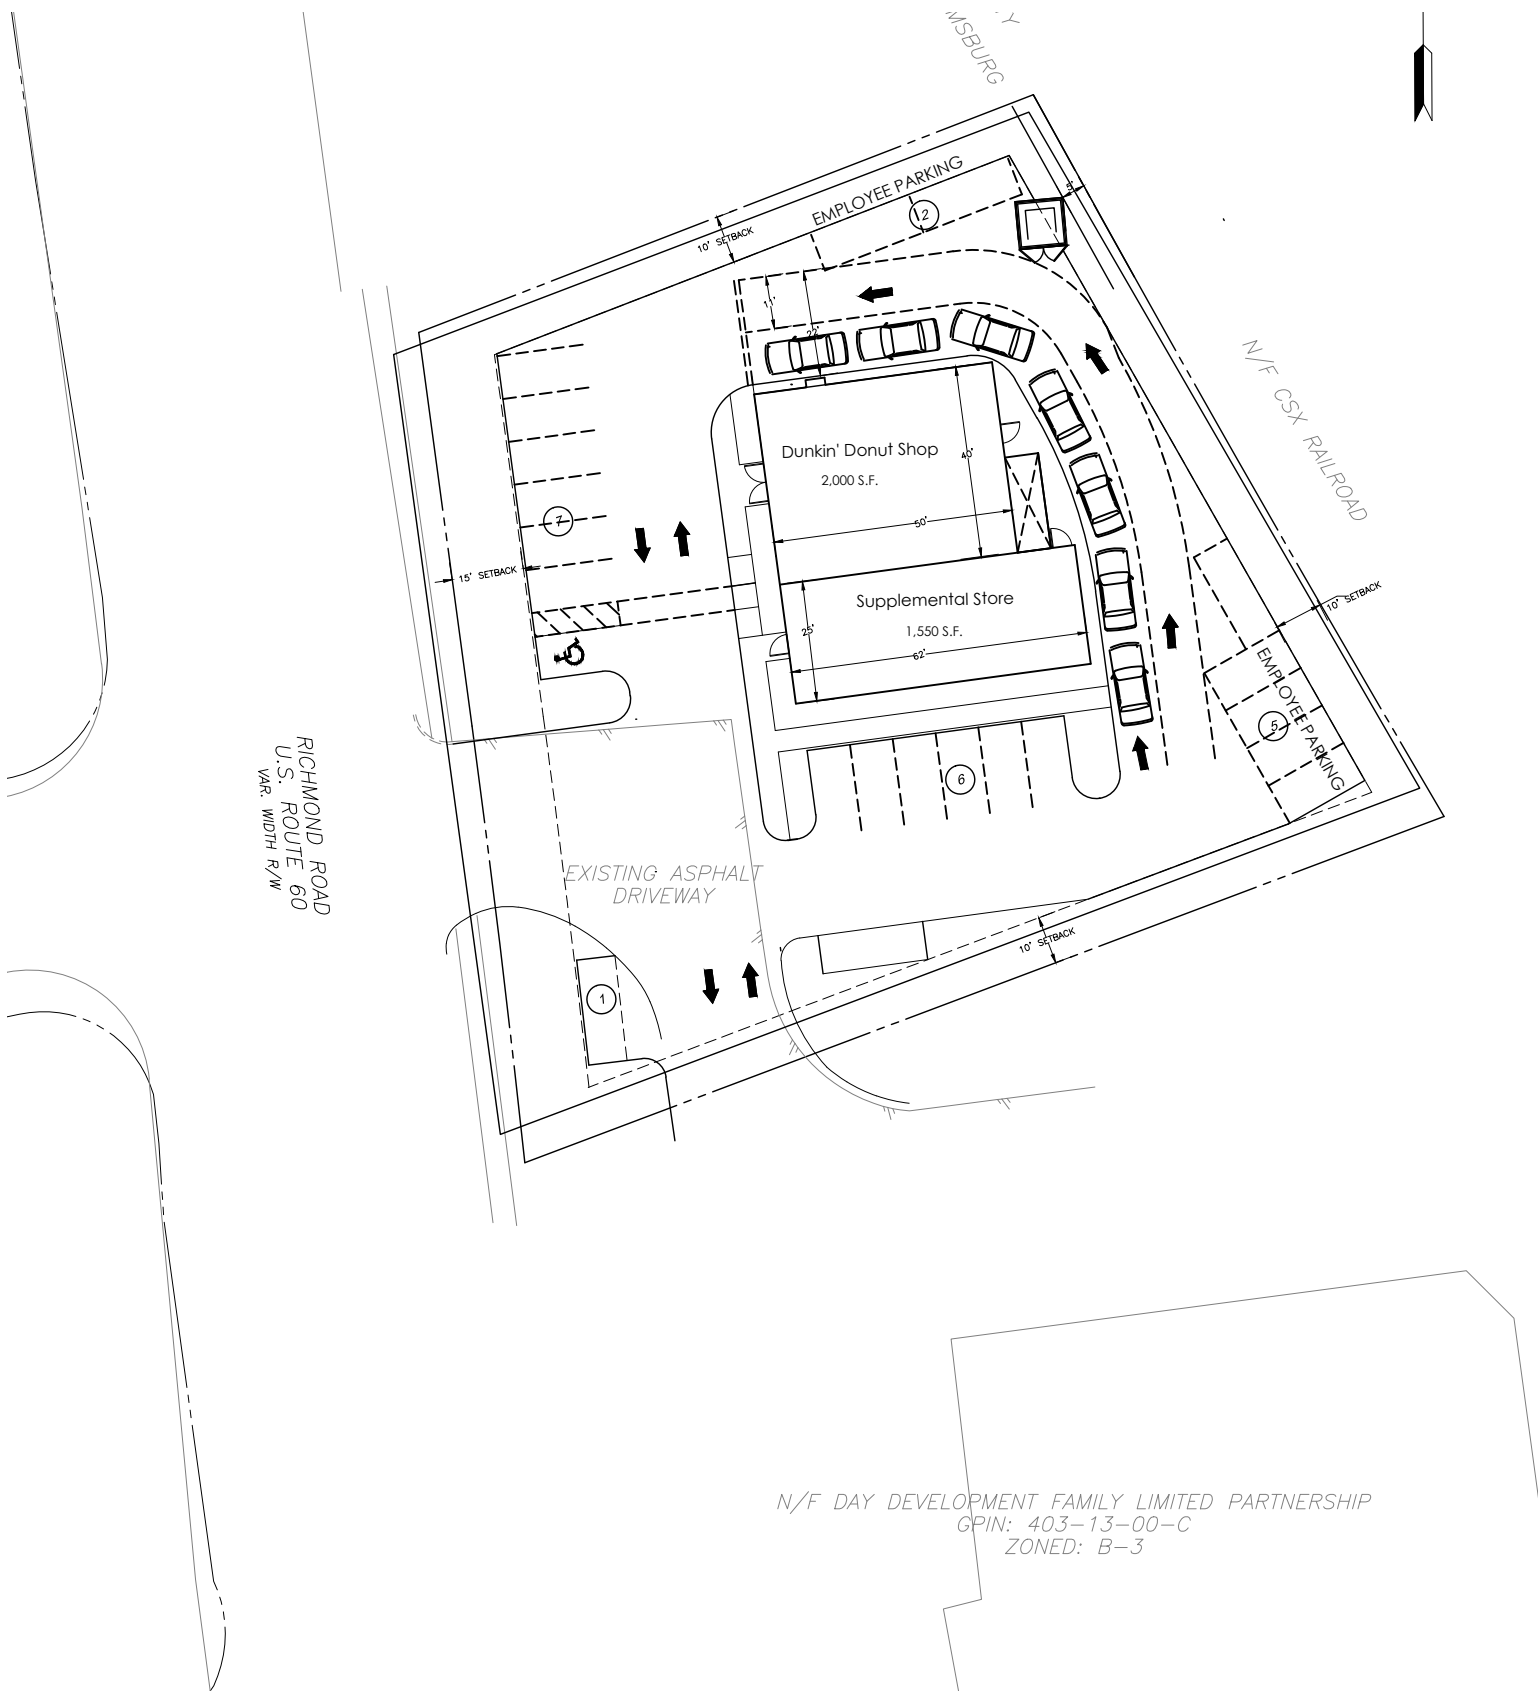 MSBURG
EMPLOYEE PARKING
2
5'
10' SETBACK
11'
22'
N/F CSX RAILROAD
Dunkin' Donut Shop
2,000 S.F.
40'
50'
7
15' SETBACK
Supplemental Store
1,550 S.F.
25'
62'
10' SETBACK
EMPLOYEE PARKING
5
6
RICHMOND ROAD
U.S. ROUTE 60
VAR. WIDTH R/W
EXISTING ASPHALT
DRIVEWAY
10' SETBACK
1
N/F DAY DEVELOPMENT FAMILY LIMITED PARTNERSHIP
GPIN: 403-13-00-C
ZONED: B-3